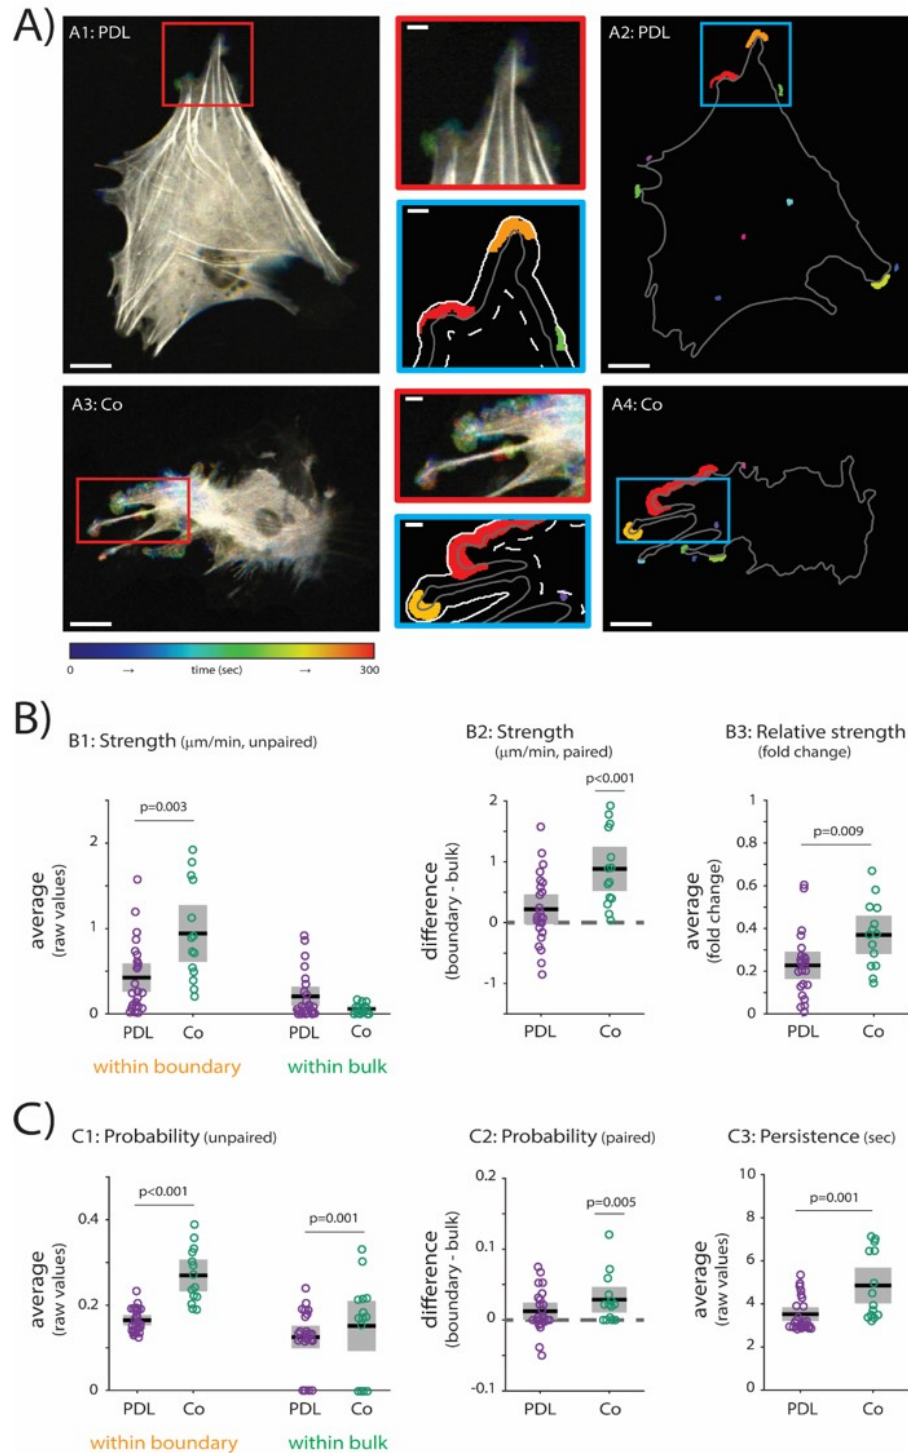 A)
A1: PDL
A2: PDL
A3: Co
A4: Co
0 → time (sec) → 300
B)
B1: Strength (μm/min, unpaired)
average
(raw values)
2
1
0
p=0.003
PDL Co PDL Co
within boundary within bulk
B2: Strength
(μm/min, paired)
difference
(boundary - bulk)
2
1
0
-1
p<0.001
PDL Co
B3: Relative strength
(fold change)
average
(fold change)
1
0.8
0.6
0.4
0.2
0
p=0.009
PDL Co
C)
C1: Probability (unpaired)
average
(raw values)
0.4
0.2
0
p<0.001
p=0.001
PDL Co PDL Co
within boundary within bulk
C2: Probability (paired)
difference
(boundary - bulk)
0.2
0.1
0
-0.1
p=0.005
PDL Co
C3: Persistence (sec)
average
(raw values)
10
8
6
4
2
0
p=0.001
PDL Co